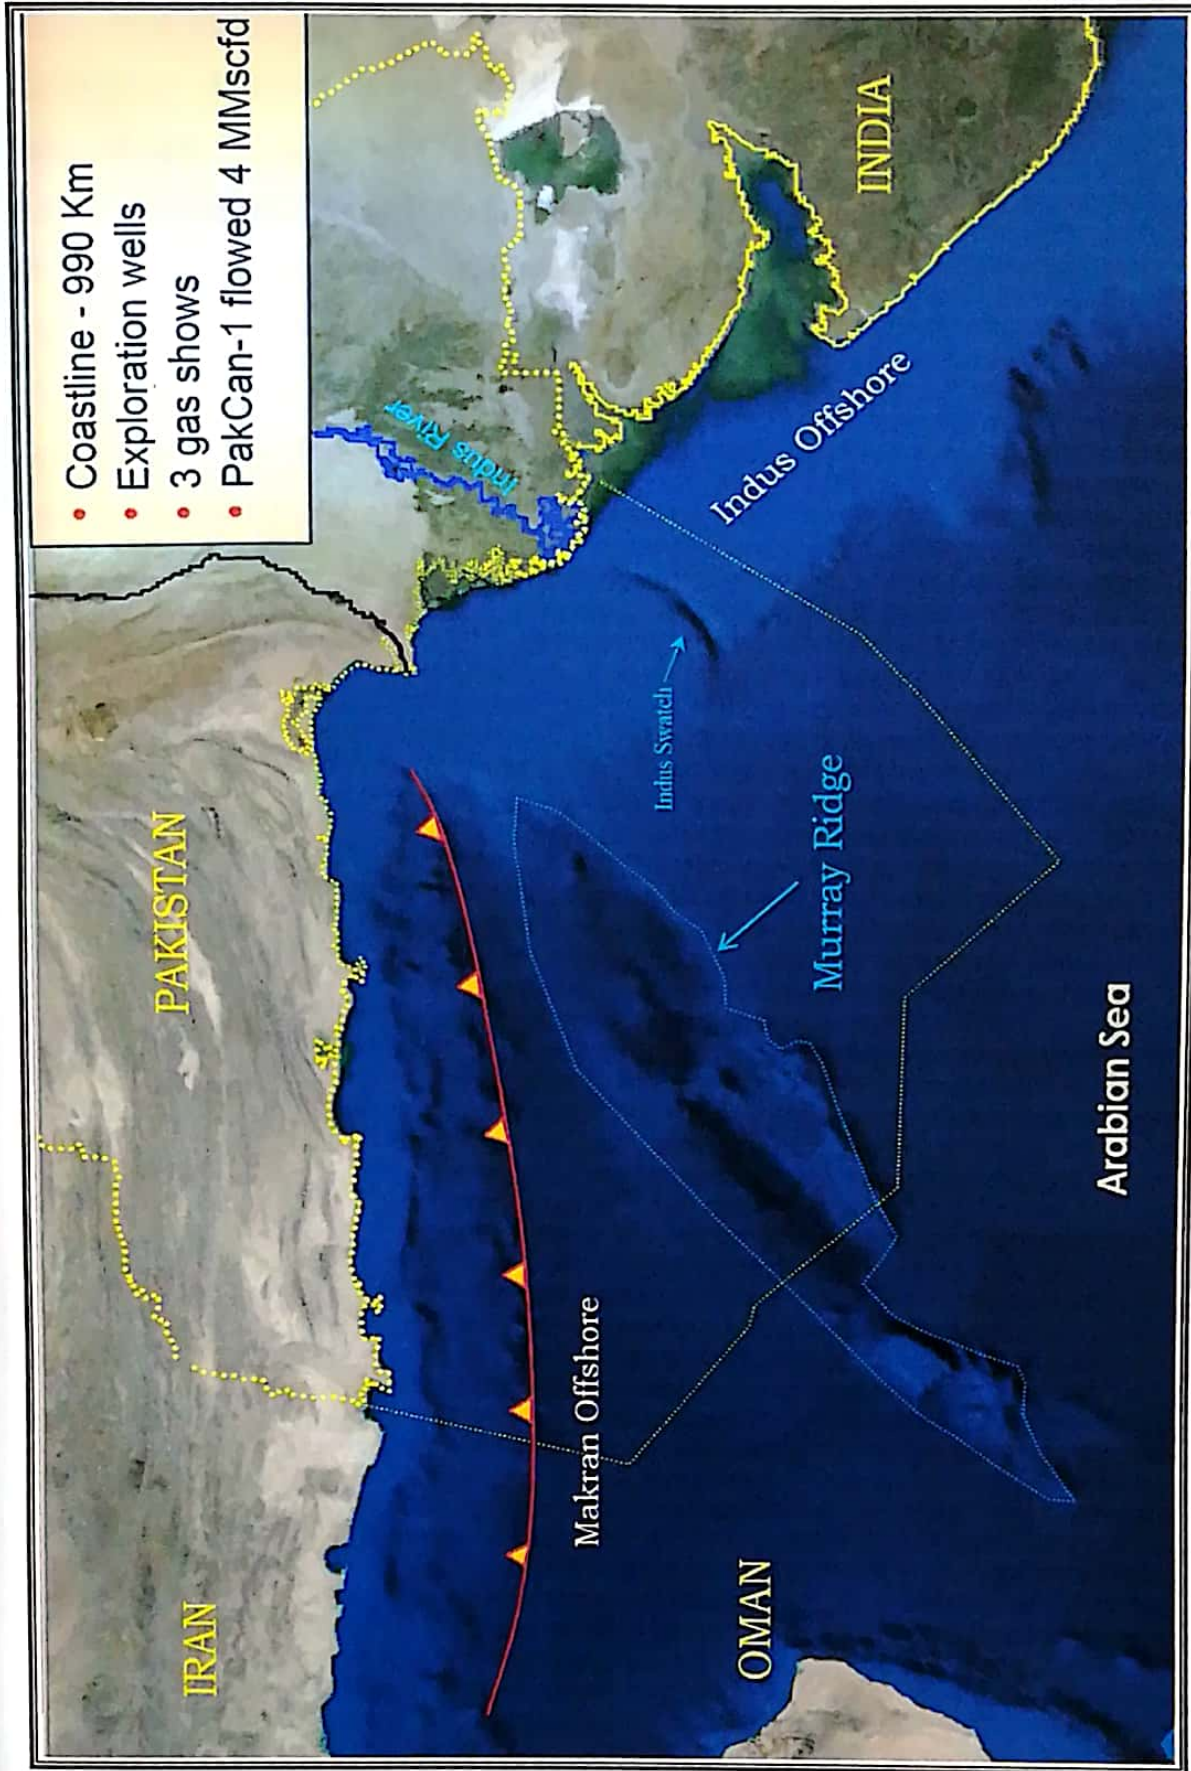 • Coastline - 990 Km
• Exploration wells
• 3 gas shows
• PakCan-1 flowed 4 MMscfd
IRAN
PAKISTAN
Indus River
INDIA
OMAN
Makran Offshore
Murray Ridge
Indus Swatch
Indus Offshore
Arabian Sea